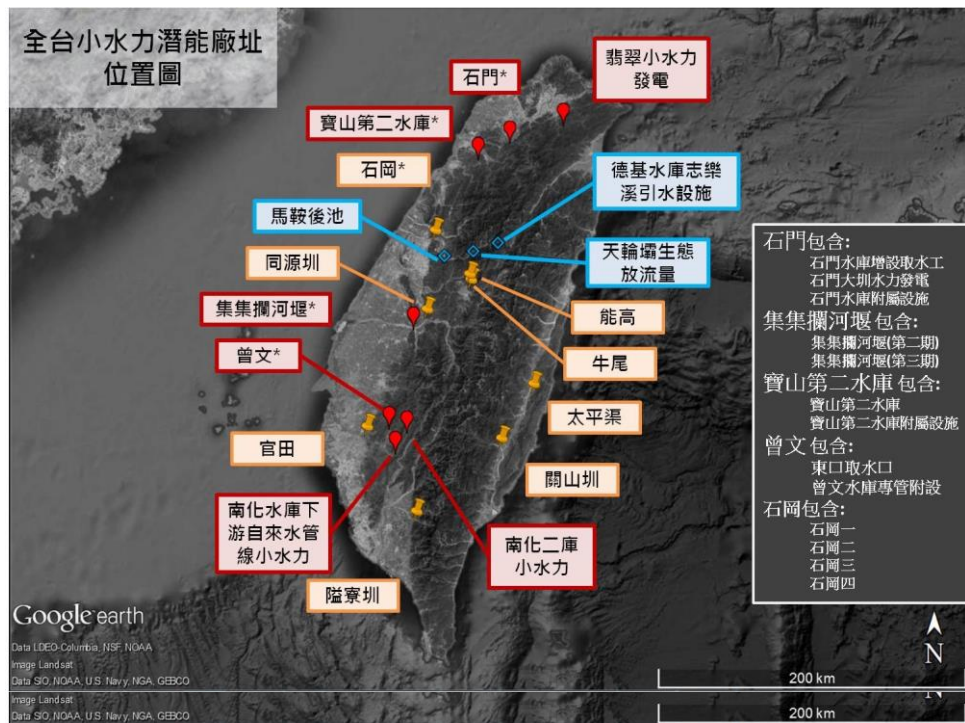 全台小水力潛能廠址
位置圖
石門*
翡翠小水力
發電
寶山第二水庫*
石岡*
德基水庫志樂
溪引水設施
馬鞍後池
天輪壩生態
放流量
同源圳
集集攔河堰*
能高
曾文*
牛尾
太平渠
官田
關山圳
南化水庫下
游自來水管
線小水力
南化二庫
小水力
隘寮圳
石門包含:
石門水庫增設取水工
石門大圳水力發電
石門水庫附屬設施
集集攔河堰包含:
集集攔河堰(第二期)
集集攔河堰(第三期)
寶山第二水庫包含:
寶山第二水庫
寶山第二水庫附屬設施
曾文包含:
東口取水口
曾文水庫專管附設
石岡包含:
石岡一
石岡二
石岡三
石岡四
Google earth
Data LDEO-Columbia, NSF, NOAA
Image Landsat
Data SIO, NOAA, U.S. Navy, NGA, GEBCO
N
200 km
Image Landsat
Data SIO, NOAA, U.S. Navy, NGA, GEBCO
N
200 km